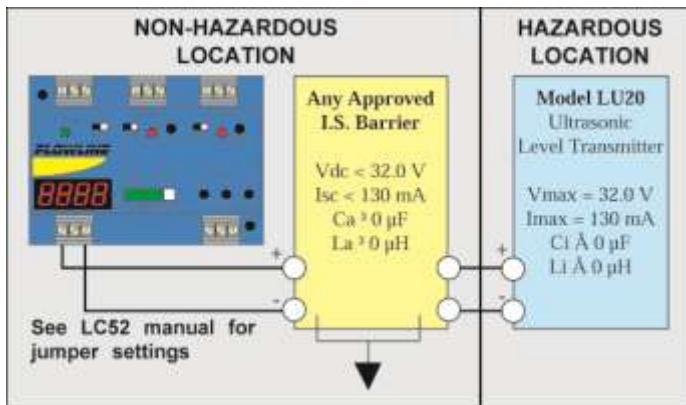 NON-HAZARDOUS
LOCATION
HAZARDOUS
LOCATION
FLOWLINE
8888
Any Approved
I.S. Barrier
Vdc < 32.0 V
Isc < 130 mA
Ca ³ 0 µF
La ³ 0 µH
Model LU20
Ultrasonic
Level Transmitter
Vmax = 32.0 V
Imax = 130 mA
Ci Å 0 µF
Li Å 0 µH
+
-
+
-
See LC52 manual for
jumper settings